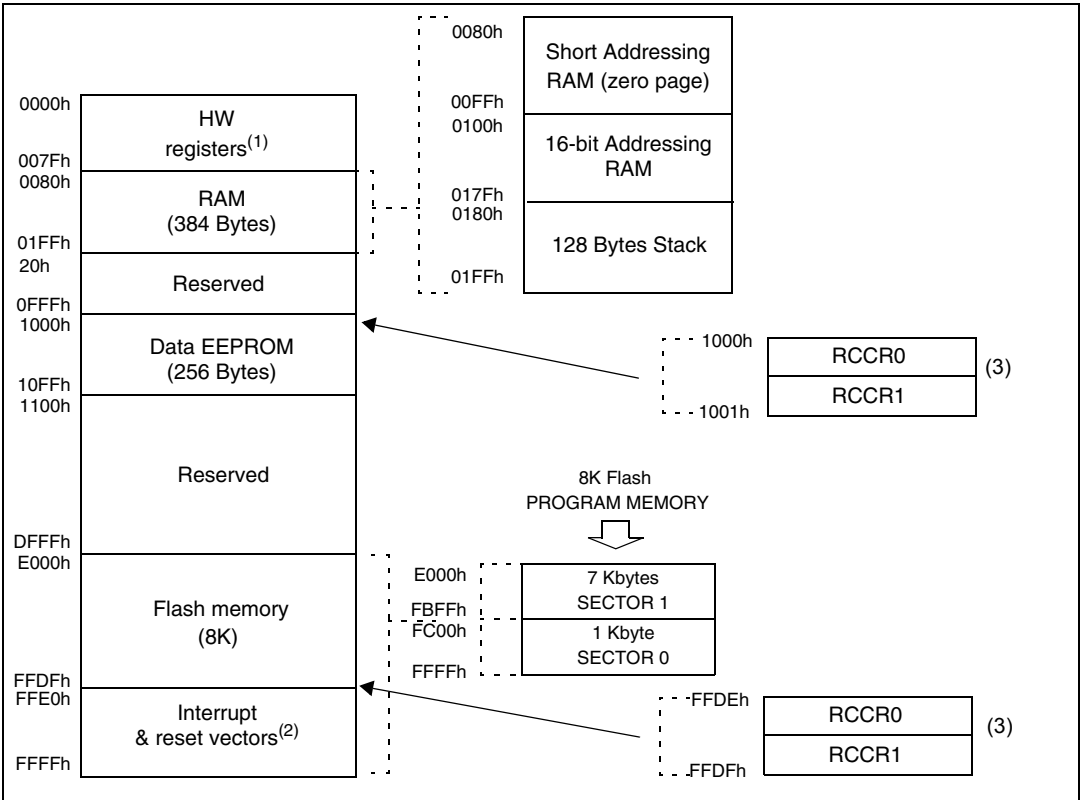 0000h
HW
registers(1)
007Fh
0080h
RAM
(384 Bytes)
01FFh
20h
Reserved
0FFFh
1000h
Data EEPROM
(256 Bytes)
10FFh
1100h
Reserved
DFFFh
E000h
Flash memory
(8K)
FFDFh
FFE0h
Interrupt
& reset vectors(2)
FFFFh
0080h
Short Addressing
RAM (zero page)
00FFh
0100h
16-bit Addressing
RAM
017Fh
0180h
128 Bytes Stack
01FFh
1000h
RCCR0
RCCR1
1001h
(3)
8K Flash
PROGRAM MEMORY
E000h
7 Kbytes
SECTOR 1
FBFFh
FC00h
1 Kbyte
SECTOR 0
FFFFh
FFDEh
RCCR0
RCCR1
FFDFh
(3)